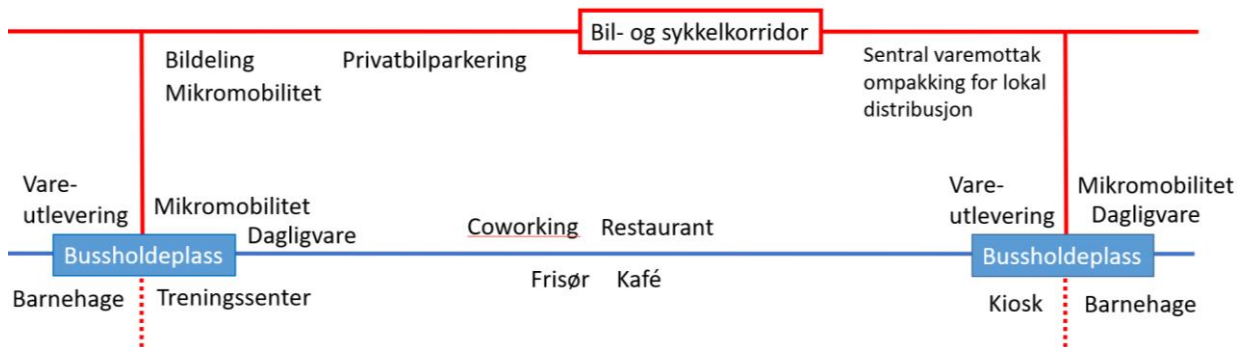 Bil- og sykkelkorridor
Bildeling
Privatbilparkering
Mikromobilitet
Sentral varemottak
ompakking for lokal
distribusjon
Vare-
utlevering
Mikromobilitet
Dagligvare
Coworking
Restaurant
Vare-
utlevering
Mikromobilitet
Dagligvare
Bussholdeplass
Bussholdeplass
Barnehage
Treningssenter
Frisør
Kafé
Kiosk
Barnehage